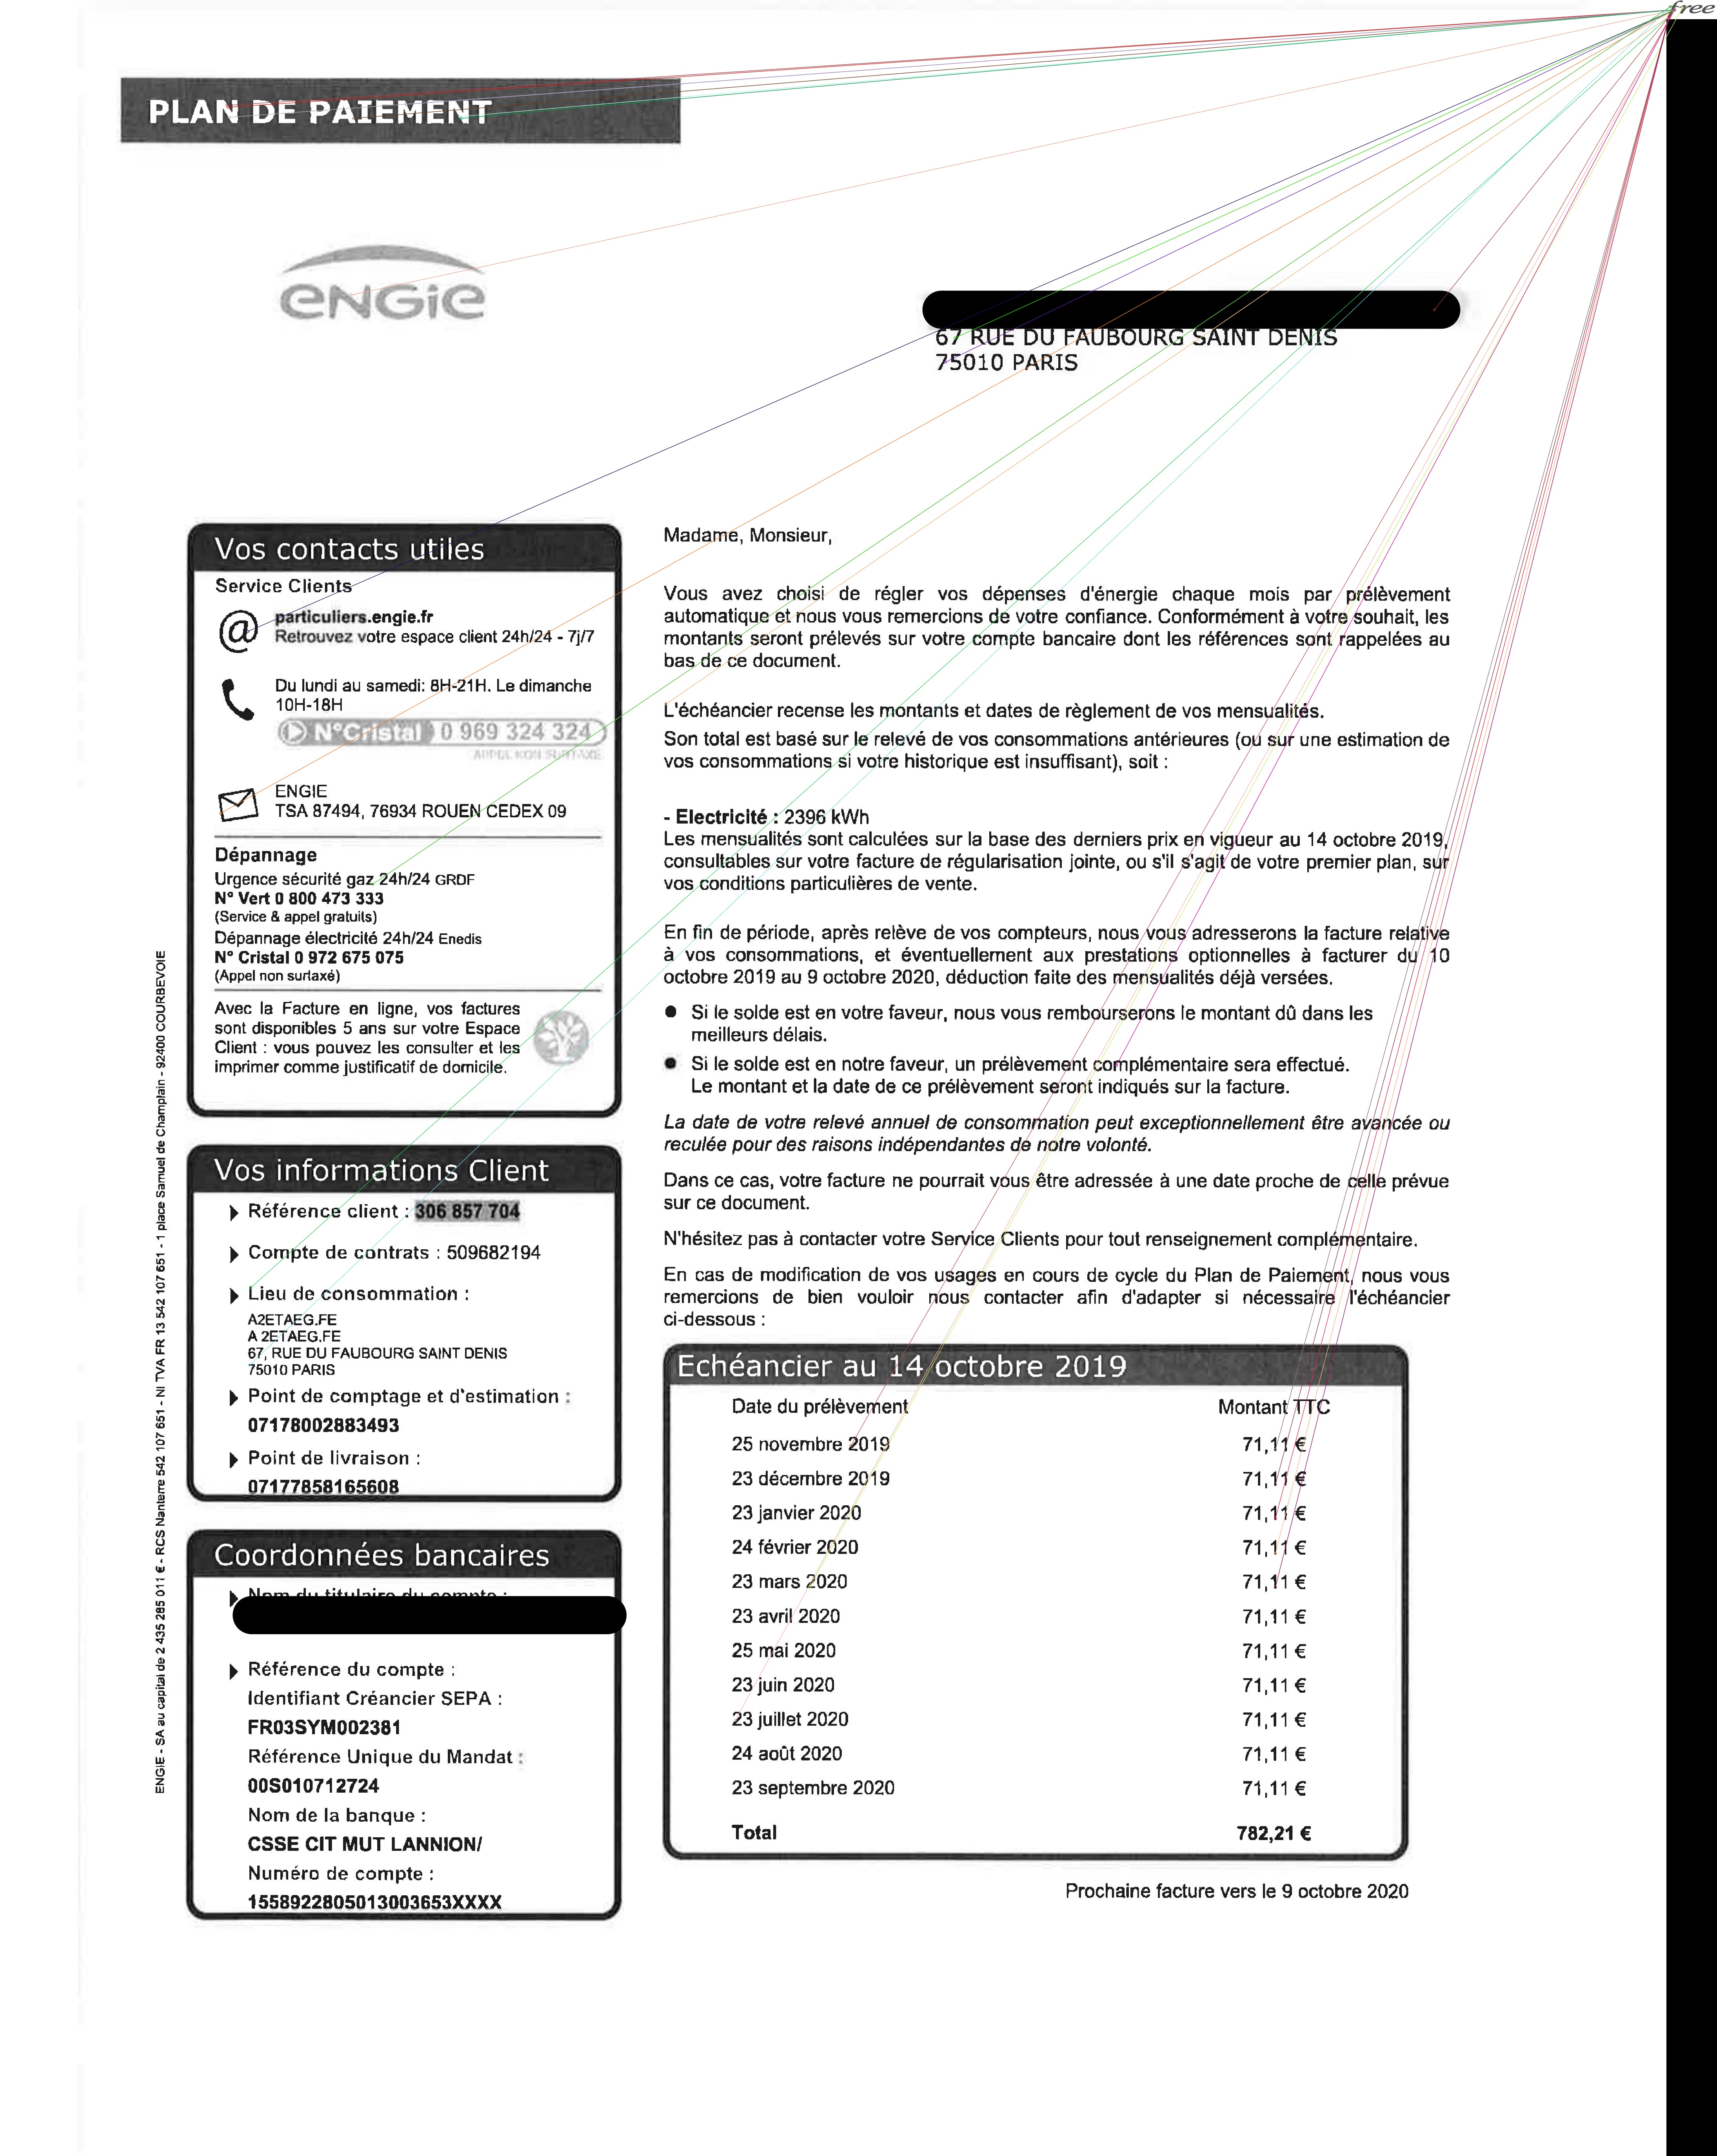 free
PLAN DE PAIEMENT
ENGIE
67 RUE DU FAUBOURG SAINT DENIS
75010 PARIS
Vos contacts utiles
Service Clients
@ particuliers.engie.fr
Retrouvez votre espace client 24h/24 - 7j/7
Du lundi au samedi: 8H-21H. Le dimanche
10H-18H
N°Cristal 0 969 324 324
APPEL NON SURTAXE
ENGIE
TSA 87494, 76934 ROUEN CEDEX 09
Dépannage
Urgence sécurité gaz 24h/24 GRDF
N° Vert 0 800 473 333
(Service & appel gratuits)
Dépannage électricité 24h/24 Enedis
N° Cristal 0 972 675 075
(Appel non surtaxé)
Avec la Facture en ligne, vos factures
sont disponibles 5 ans sur votre Espace
Client : vous pouvez les consulter et les
imprimer comme justificatif de domicile.
Vos informations Client
Référence client : 306 857 704
Compte de contrats : 509682194
Lieu de consommation :
A2ETAEG.FE
A 2ETAEG.FE
67, RUE DU FAUBOURG SAINT DENIS
75010 PARIS
Point de comptage et d'estimation :
07178002883493
Point de livraison :
07177858165608
Coordonnées bancaires
Nom du titulaire du compte :
Référence du compte :
Identifiant Créancier SEPA :
FR03SYM002381
Référence Unique du Mandat :
00S010712724
Nom de la banque :
CSSE CIT MUT LANNION/
Numéro de compte :
1558922805013003653XXXX
ENGIE - SA au capital de 2 435 285 011 € - RCS Nanterre 542 107 651 - NI TVA FR 13 542 107 651 - 1 place Samuel de Champlain - 92400 COURBEVOIE
Madame, Monsieur,
Vous avez choisi de régler vos dépenses d'énergie chaque mois par prélèvement
automatique et nous vous remercions de votre confiance. Conformément à votre souhait, les
montants seront prélevés sur votre compte bancaire dont les références sont rappelées au
bas de ce document.
L'échéancier recense les montants et dates de règlement de vos mensualités.
Son total est basé sur le relevé de vos consommations antérieures (ou sur une estimation de
vos consommations si votre historique est insuffisant), soit :
- Electricité : 2396 kWh
Les mensualités sont calculées sur la base des derniers prix en vigueur au 14 octobre 2019,
consultables sur votre facture de régularisation jointe, ou s'il s'agit de votre premier plan, sur
vos conditions particulières de vente.
En fin de période, après relève de vos compteurs, nous vous adresserons la facture relative
à vos consommations, et éventuellement aux prestations optionnelles à facturer du 10
octobre 2019 au 9 octobre 2020, déduction faite des mensualités déjà versées.
● Si le solde est en votre faveur, nous vous rembourserons le montant dû dans les
meilleurs délais.
● Si le solde est en notre faveur, un prélèvement complémentaire sera effectué.
Le montant et la date de ce prélèvement seront indiqués sur la facture.
La date de votre relevé annuel de consommation peut exceptionnellement être avancée ou
reculée pour des raisons indépendantes de notre volonté.
Dans ce cas, votre facture ne pourrait vous être adressée à une date proche de celle prévue
sur ce document.
N'hésitez pas à contacter votre Service Clients pour tout renseignement complémentaire.
En cas de modification de vos usages en cours de cycle du Plan de Paiement, nous vous
remercions de bien vouloir nous contacter afin d'adapter si nécessaire l'échéancier
ci-dessous :
Echéancier au 14 octobre 2019
Date du prélèvement Montant TTC
25 novembre 2019 71,11 €
23 décembre 2019 71,11 €
23 janvier 2020 71,11 €
24 février 2020 71,11 €
23 mars 2020 71,11 €
23 avril 2020 71,11 €
25 mai 2020 71,11 €
23 juin 2020 71,11 €
23 juillet 2020 71,11 €
24 août 2020 71,11 €
23 septembre 2020 71,11 €
Total 782,21 €
Prochaine facture vers le 9 octobre 2020